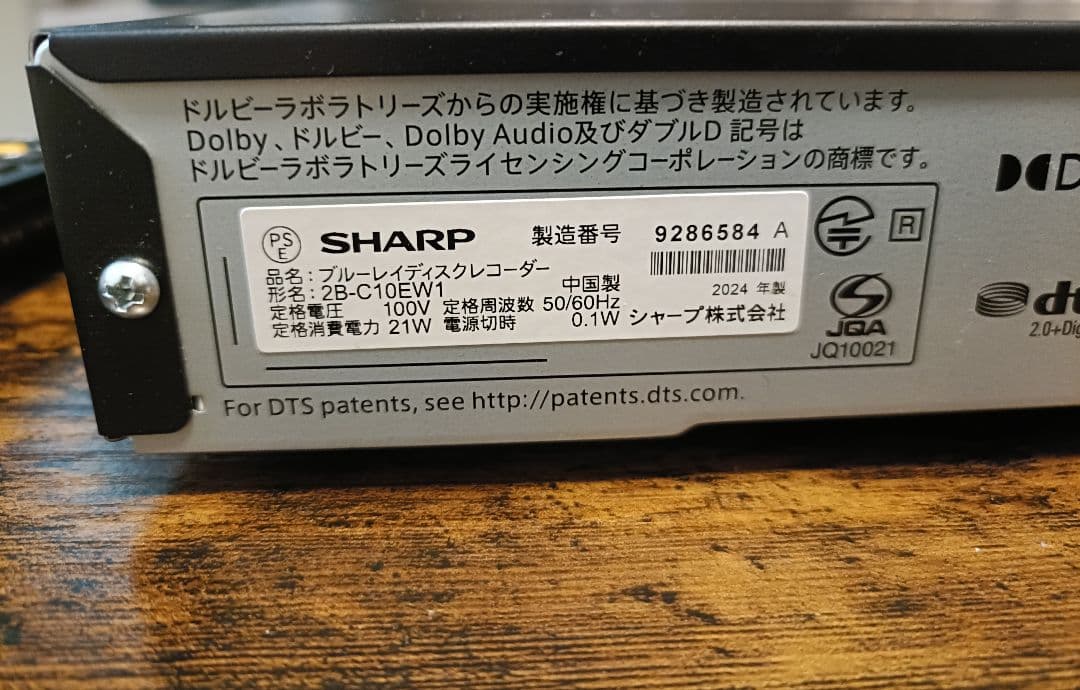 ドルビーラボラトリーズからの実施権に基づき製造されています。
Dolby、ドルビー、Dolby Audio及びダブルD 記号は
ドルビーラボラトリーズライセンシングコーポレーションの商標です。
PS
E
SHARP 製造番号 9286584 A
品名：ブルーレイディスクレコーダー
形名：2B-C10EW1 中国製
2024 年製
定格電圧 100V 定格周波数 50/60Hz
定格消費電力 21W 電源切時 0.1W シャープ株式会社
R
JQA
JQ10021
2.0+Dig
For DTS patents, see http://patents.dts.com.